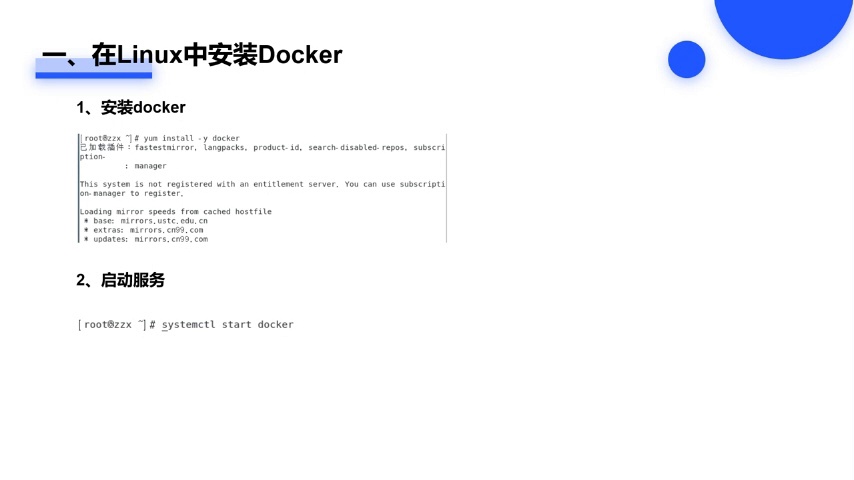 一、在Linux中安装Docker
1、安装docker
[root@zzx ~]# yum install -y docker
已加载插件：fastestmirror, langpacks, product-id, search-disabled-repos, subscri
ption-
: manager
This system is not registered with an entitlement server. You can use subscripti
on-manager to register.
Loading mirror speeds from cached hostfile
* base: mirrors.ustc.edu.cn
* extras: mirrors.cn99.com
* updates: mirrors.cn99.com
2、启动服务
[root@zzx ~]# systemctl start docker